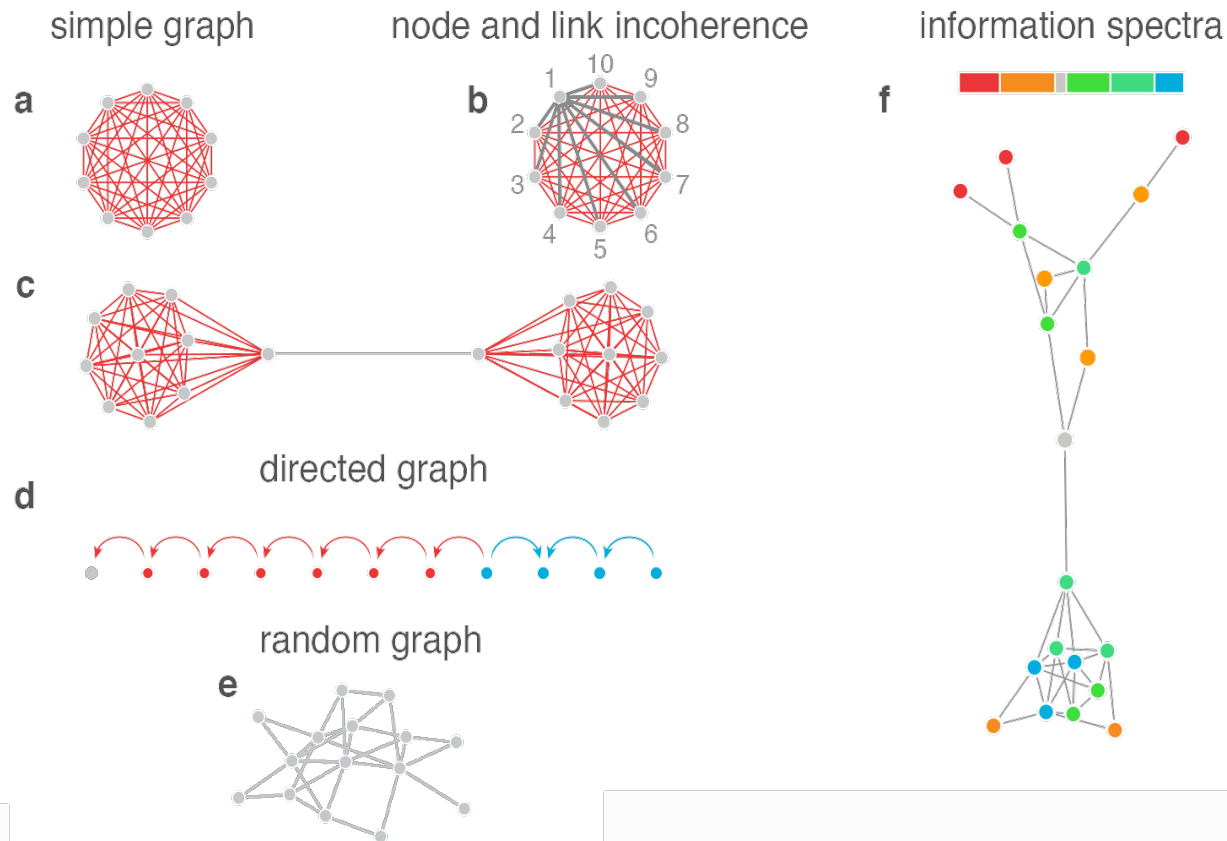 simple graph
node and link incoherence
information spectra
a
b
1
10
9
2
8
3
7
4
5
6
f
c
directed graph
d
random graph
e